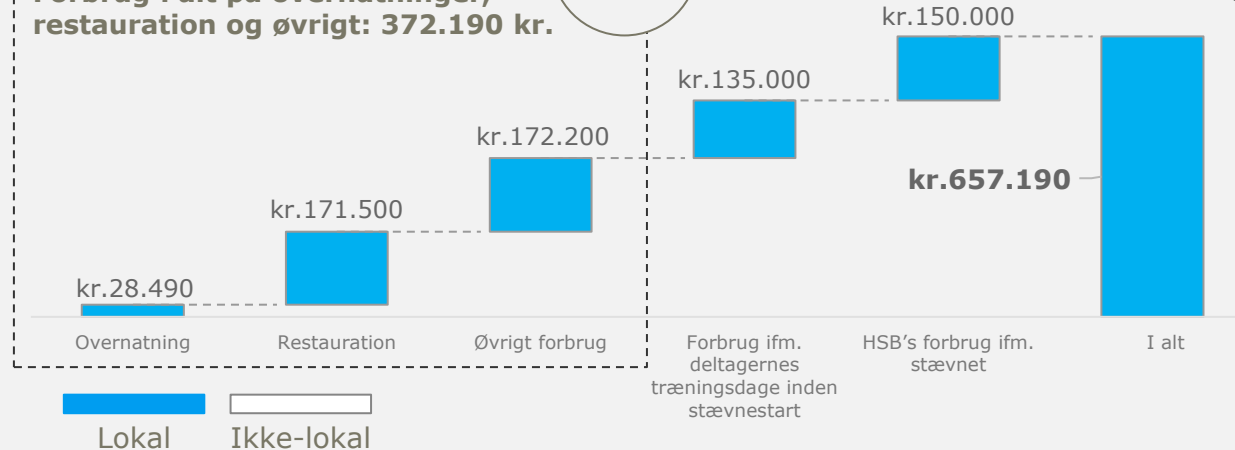 restauration og øvrigt: 372.190 kr.
kr.150.000
kr.135.000
kr.172.200
kr.657.190
kr.171.500
kr.28.490
Overnatning
Restauration
Øvrigt forbrug
Forbrug ifm.
deltagernes
træningsdage inden
stævnestart
HSB's forbrug ifm.
stævnet
I alt
Lokal
Ikke-lokal